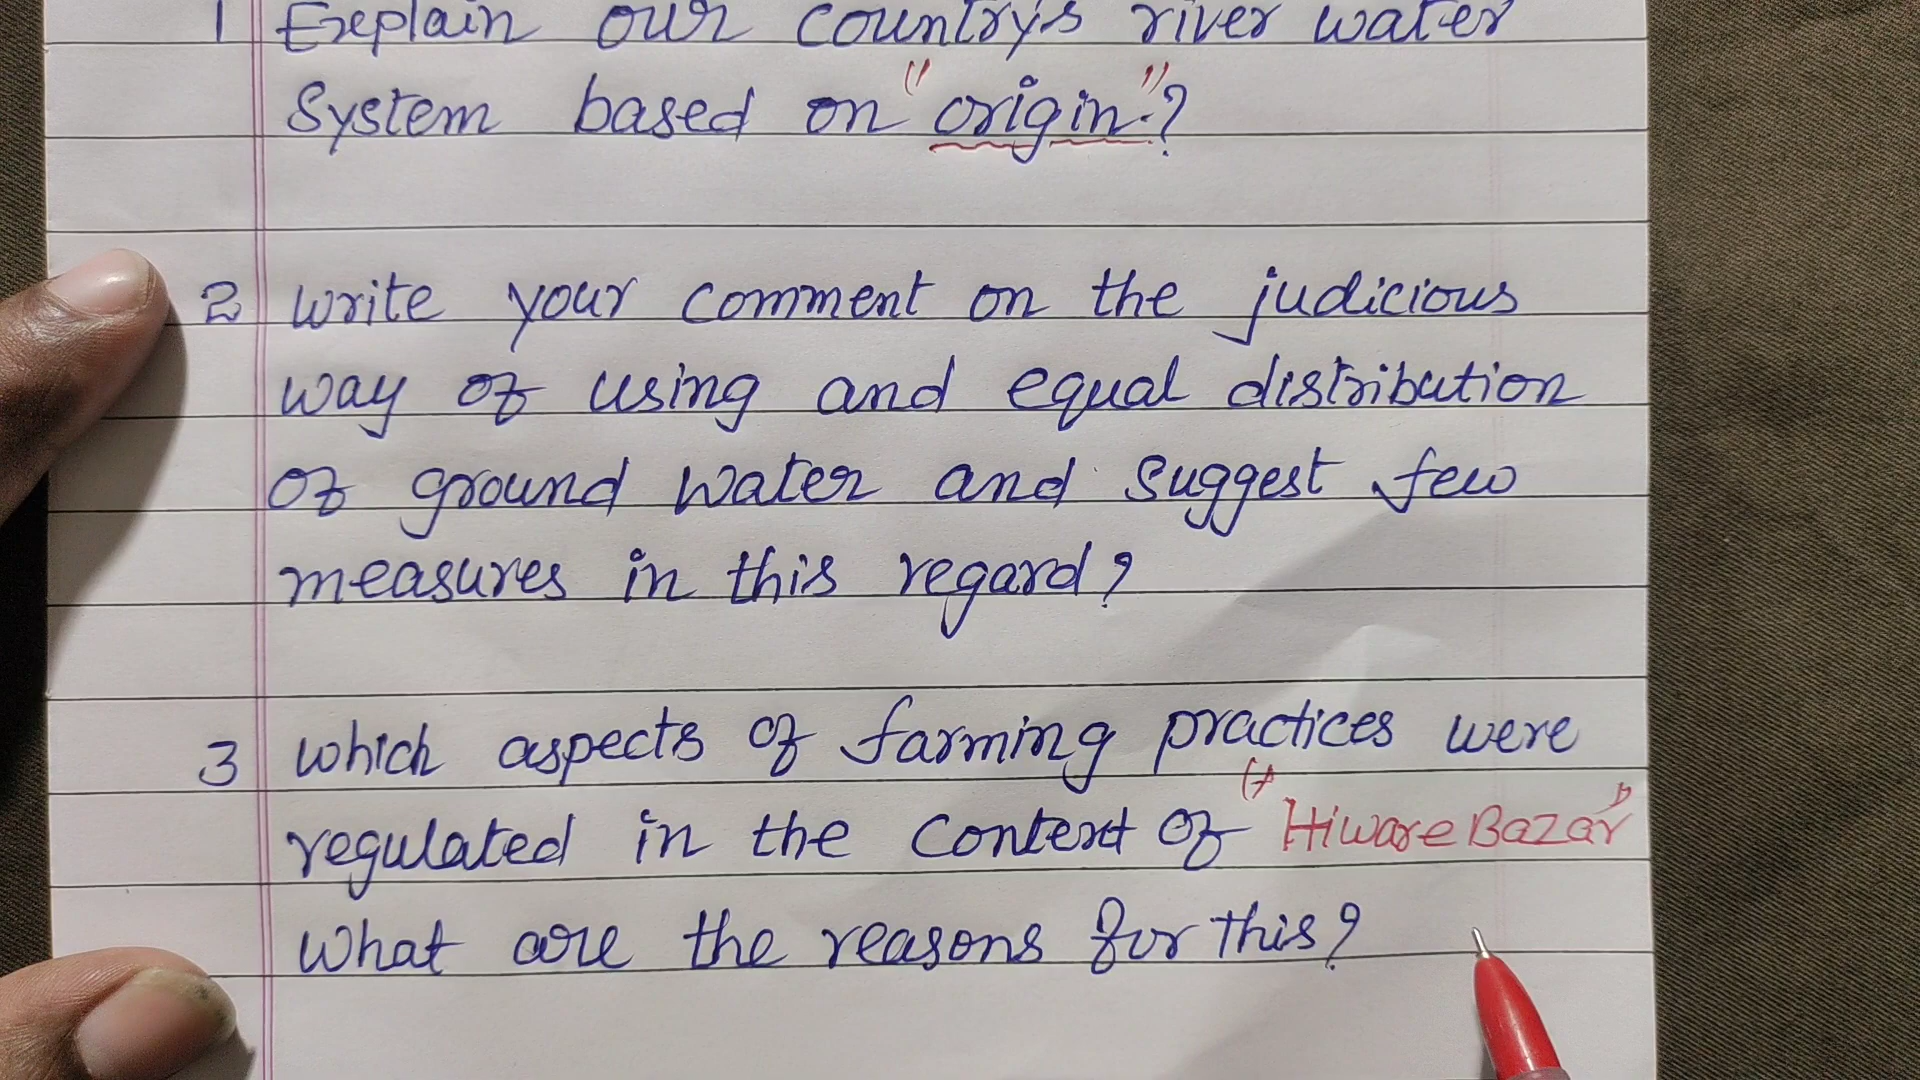 1 Explain our country's river water
System based on "origin"?
2 Write your comment on the judicious
way of using and equal distribution
of ground water and suggest few
measures in this regard?
3 Which aspects of farming practices were
regulated in the context of "Hiware Bazar"
What are the reasons for this?